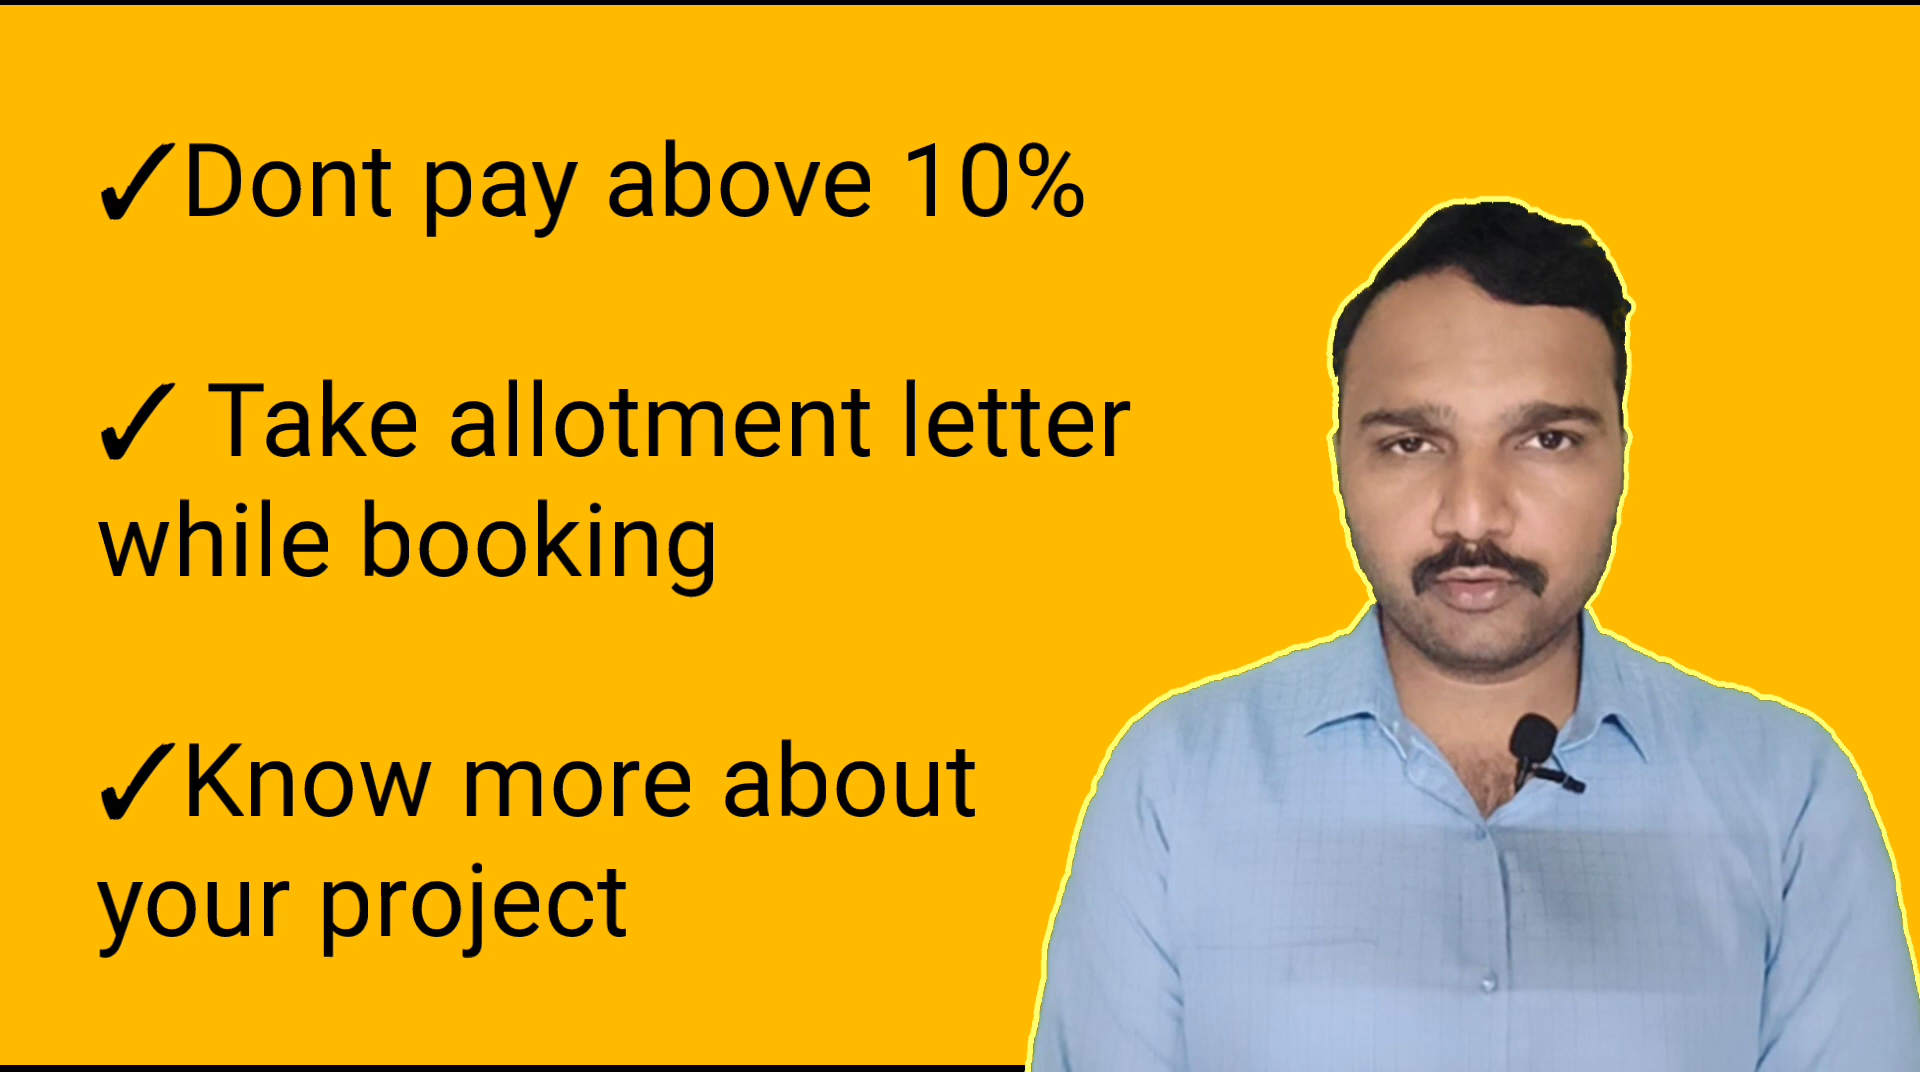 ✓Dont pay above 10%
✓ Take allotment letter
while booking
✓Know more about
your project